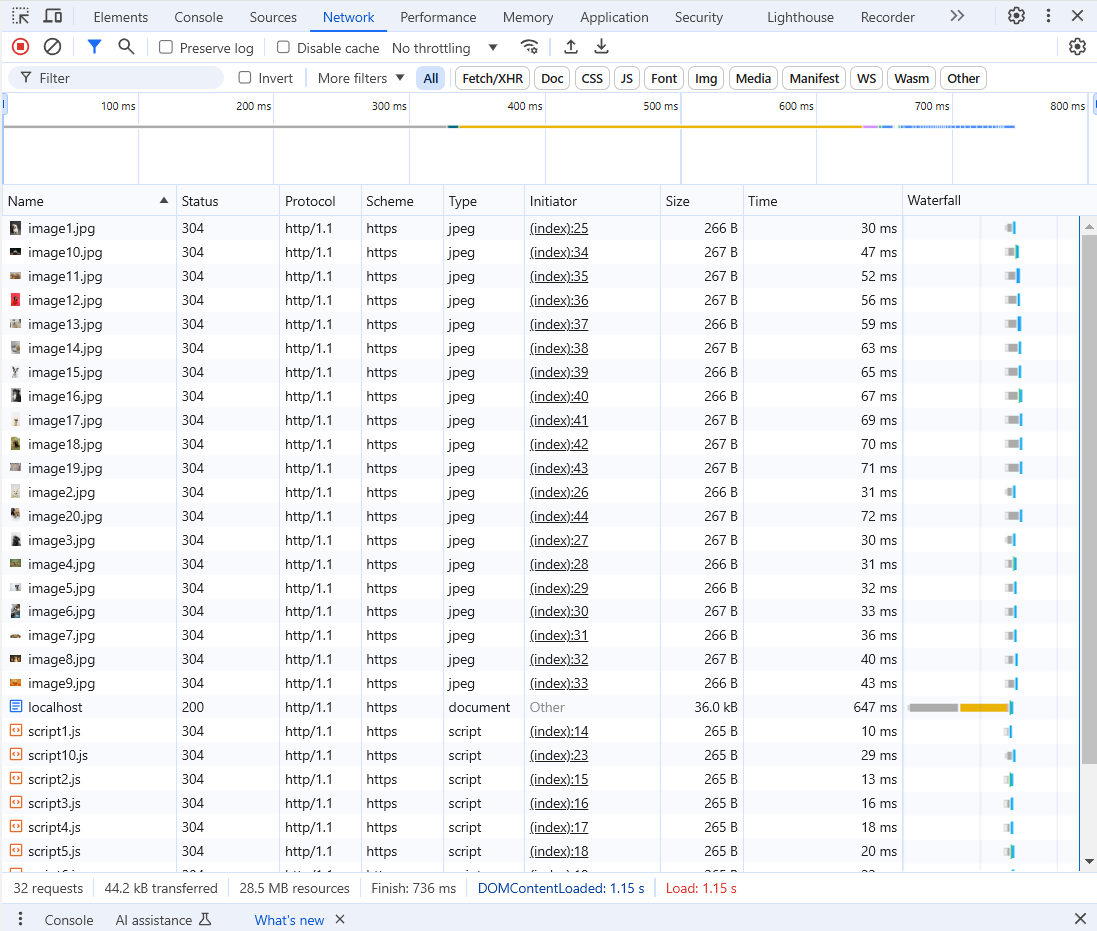 Elements Console Sources Network Performance Memory Application Security Lighthouse Recorder
Preserve log Disable cache No throttling
Filter Invert More filters All Fetch/XHR Doc CSS JS Font Img Media Manifest WS Wasm Other
100 ms 200 ms 300 ms 400 ms 500 ms 600 ms 700 ms 800 ms
Name Status Protocol Scheme Type Initiator Size Time Waterfall
image1.jpg 304 http/1.1 https jpeg (index):25 266 B 30 ms
image10.jpg 304 http/1.1 https jpeg (index):34 267 B 47 ms
image11.jpg 304 http/1.1 https jpeg (index):35 267 B 52 ms
image12.jpg 304 http/1.1 https jpeg (index):36 267 B 56 ms
image13.jpg 304 http/1.1 https jpeg (index):37 266 B 59 ms
image14.jpg 304 http/1.1 https jpeg (index):38 267 B 63 ms
image15.jpg 304 http/1.1 https jpeg (index):39 267 B 65 ms
image16.jpg 304 http/1.1 https jpeg (index):40 266 B 67 ms
image17.jpg 304 http/1.1 https jpeg (index):41 267 B 69 ms
image18.jpg 304 http/1.1 https jpeg (index):42 267 B 70 ms
image19.jpg 304 http/1.1 https jpeg (index):43 267 B 71 ms
image2.jpg 304 http/1.1 https jpeg (index):26 266 B 31 ms
image20.jpg 304 http/1.1 https jpeg (index):44 267 B 72 ms
image3.jpg 304 http/1.1 https jpeg (index):27 267 B 30 ms
image4.jpg 304 http/1.1 https jpeg (index):28 266 B 31 ms
image5.jpg 304 http/1.1 https jpeg (index):29 266 B 32 ms
image6.jpg 304 http/1.1 https jpeg (index):30 267 B 33 ms
image7.jpg 304 http/1.1 https jpeg (index):31 266 B 36 ms
image8.jpg 304 http/1.1 https jpeg (index):32 267 B 40 ms
image9.jpg 304 http/1.1 https jpeg (index):33 266 B 43 ms
localhost 200 http/1.1 https document Other 36.0 kB 647 ms
script1.js 304 http/1.1 https script (index):14 265 B 10 ms
script10.js 304 http/1.1 https script (index):23 265 B 29 ms
script2.js 304 http/1.1 https script (index):15 265 B 13 ms
script3.js 304 http/1.1 https script (index):16 265 B 16 ms
script4.js 304 http/1.1 https script (index):17 265 B 18 ms
script5.js 304 http/1.1 https script (index):18 265 B 20 ms
32 requests 44.2 kB transferred 28.5 MB resources Finish: 736 ms DOMContentLoaded: 1.15 s Load: 1.15 s
Console AI assistance What's new